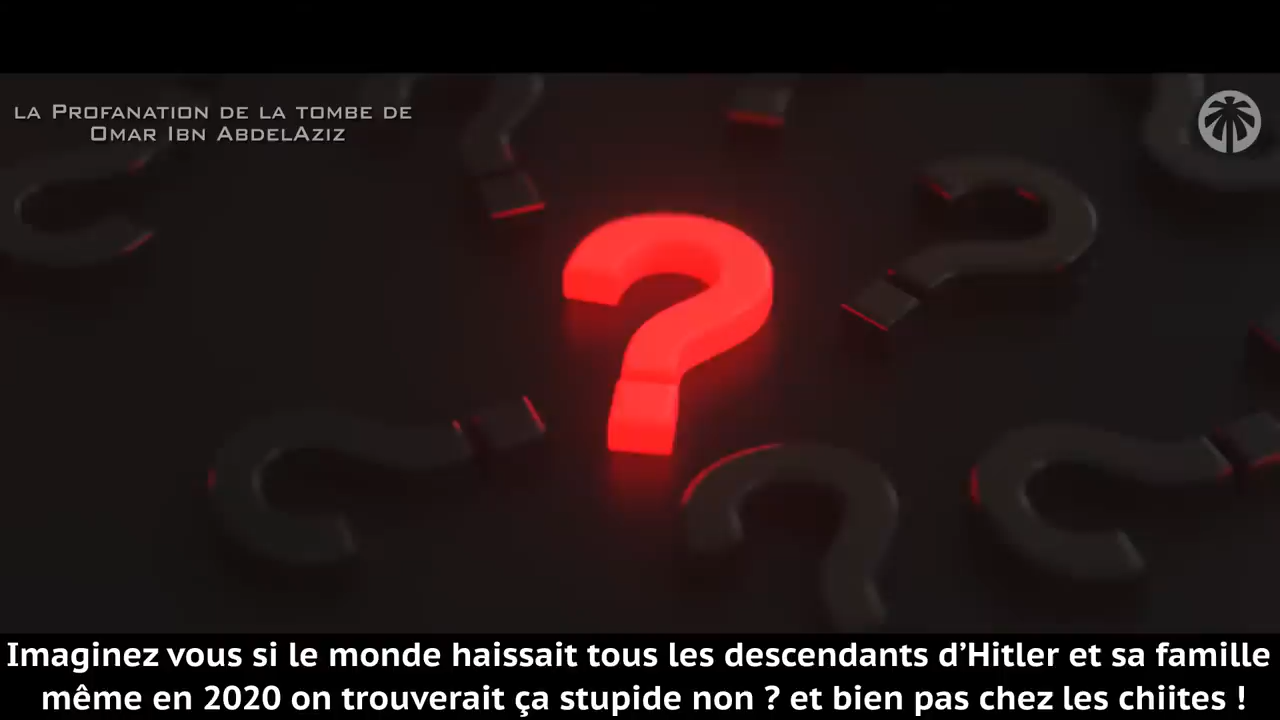 la Profanation de la tombe de
Omar Ibn AbdelAziz
Imaginez vous si le monde haissait tous les descendants d’Hitler et sa famille
même en 2020 on trouverait ça stupide non ? et bien pas chez les chiites !